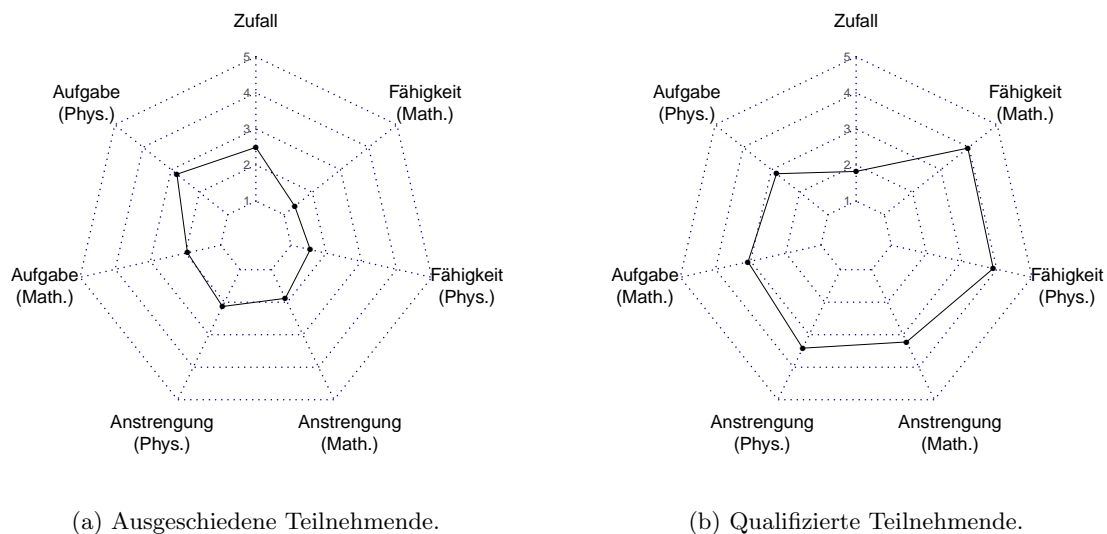 Zufall
5
4
3
2
1
Aufgabe
(Phys.)
Fähigkeit
(Math.)
Aufgabe
(Math.)
Fähigkeit
(Phys.)
Anstrengung
(Phys.)
Anstrengung
(Math.)
(a) Ausgeschiedene Teilnehmende.
Zufall
5
4
3
2
1
Aufgabe
(Phys.)
Fähigkeit
(Math.)
Aufgabe
(Math.)
Fähigkeit
(Phys.)
Anstrengung
(Phys.)
Anstrengung
(Math.)
(b) Qualifizierte Teilnehmende.